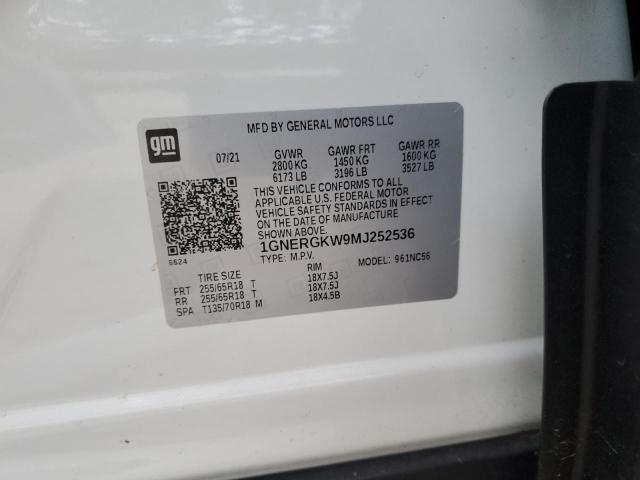 MFD BY GENERAL MOTORS LLC
gm
07/21 GVWR GAWR FRT GAWR RR
2800 KG 1450 KG 1600 KG
6173 LB 3196 LB 3527 LB
THIS VEHICLE CONFORMS TO ALL
APPLICABLE U.S. FEDERAL MOTOR
VEHICLE SAFETY STANDARDS IN EFFECT
ON THE DATE OF MANUFACTURE
SHOWN ABOVE.
1GNERGKW9MJ252536
TYPE: M.P.V. MODEL: 961NC56
6624
TIRE SIZE RIM
FRT 255/65R18 T 18X7.5J
RR 255/65R18 T 18X7.5J
SPA T135/70R18 M 18X4.5B